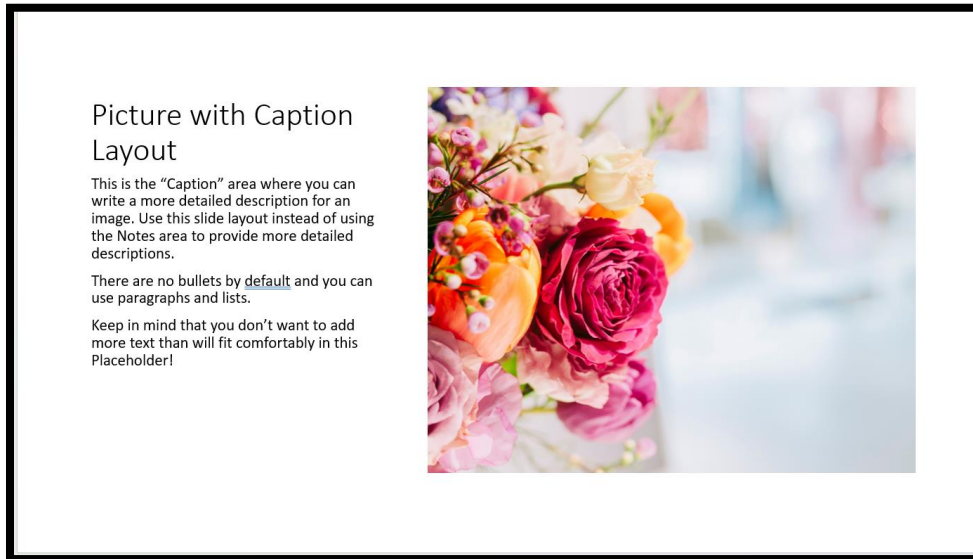 Picture with Caption
Layout
This is the “Caption” area where you can
write a more detailed description for an
image. Use this slide layout instead of using
the Notes area to provide more detailed
descriptions.
There are no bullets by default and you can
use paragraphs and lists.
Keep in mind that you don’t want to add
more text than will fit comfortably in this
Placeholder!